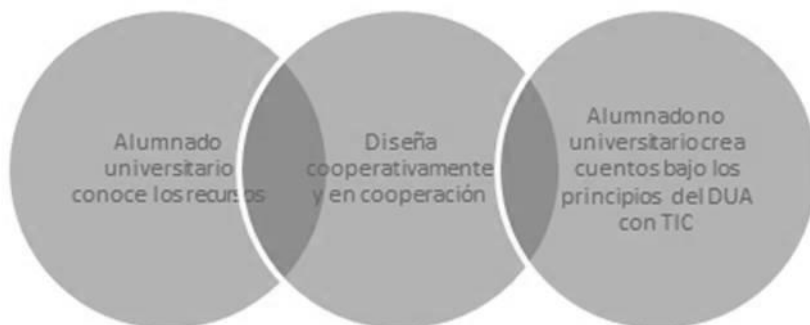 Alumnado
universitario
conoce los recursos
Diseña
cooperativamente
y en cooperación
Alumnado no
universitario crea
cuentos bajo los
principios del DUA
con TIC